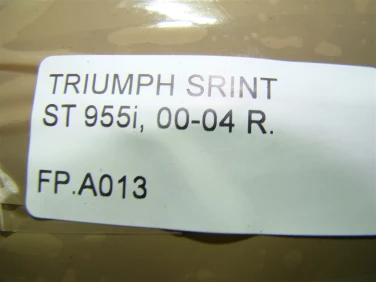 TRIUMPH SRINT
ST 955i, 00-04 R.
FP.A013